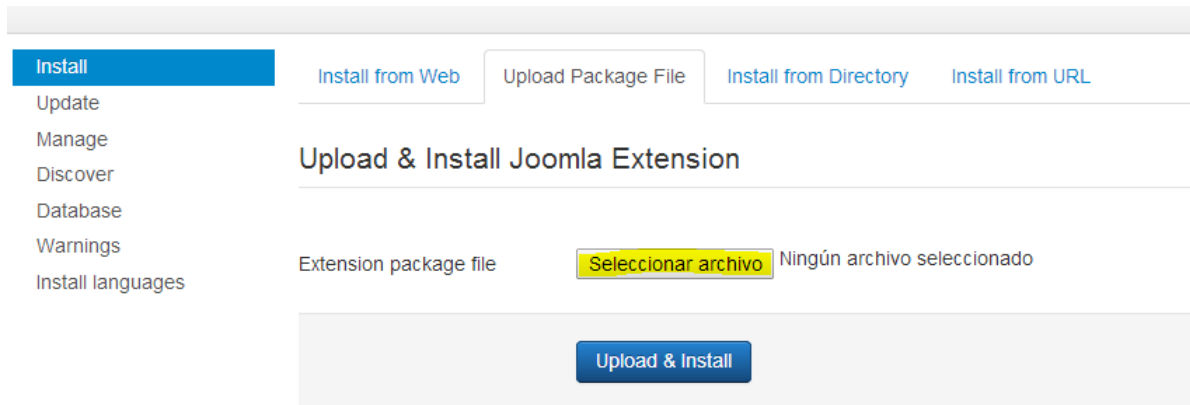 Install
Update
Manage
Discover
Database
Warnings
Install languages
Install from Web Upload Package File Install from Directory Install from URL
Upload & Install Joomla Extension
Extension package file Seleccionar archivo Ningún archivo seleccionado
Upload & Install